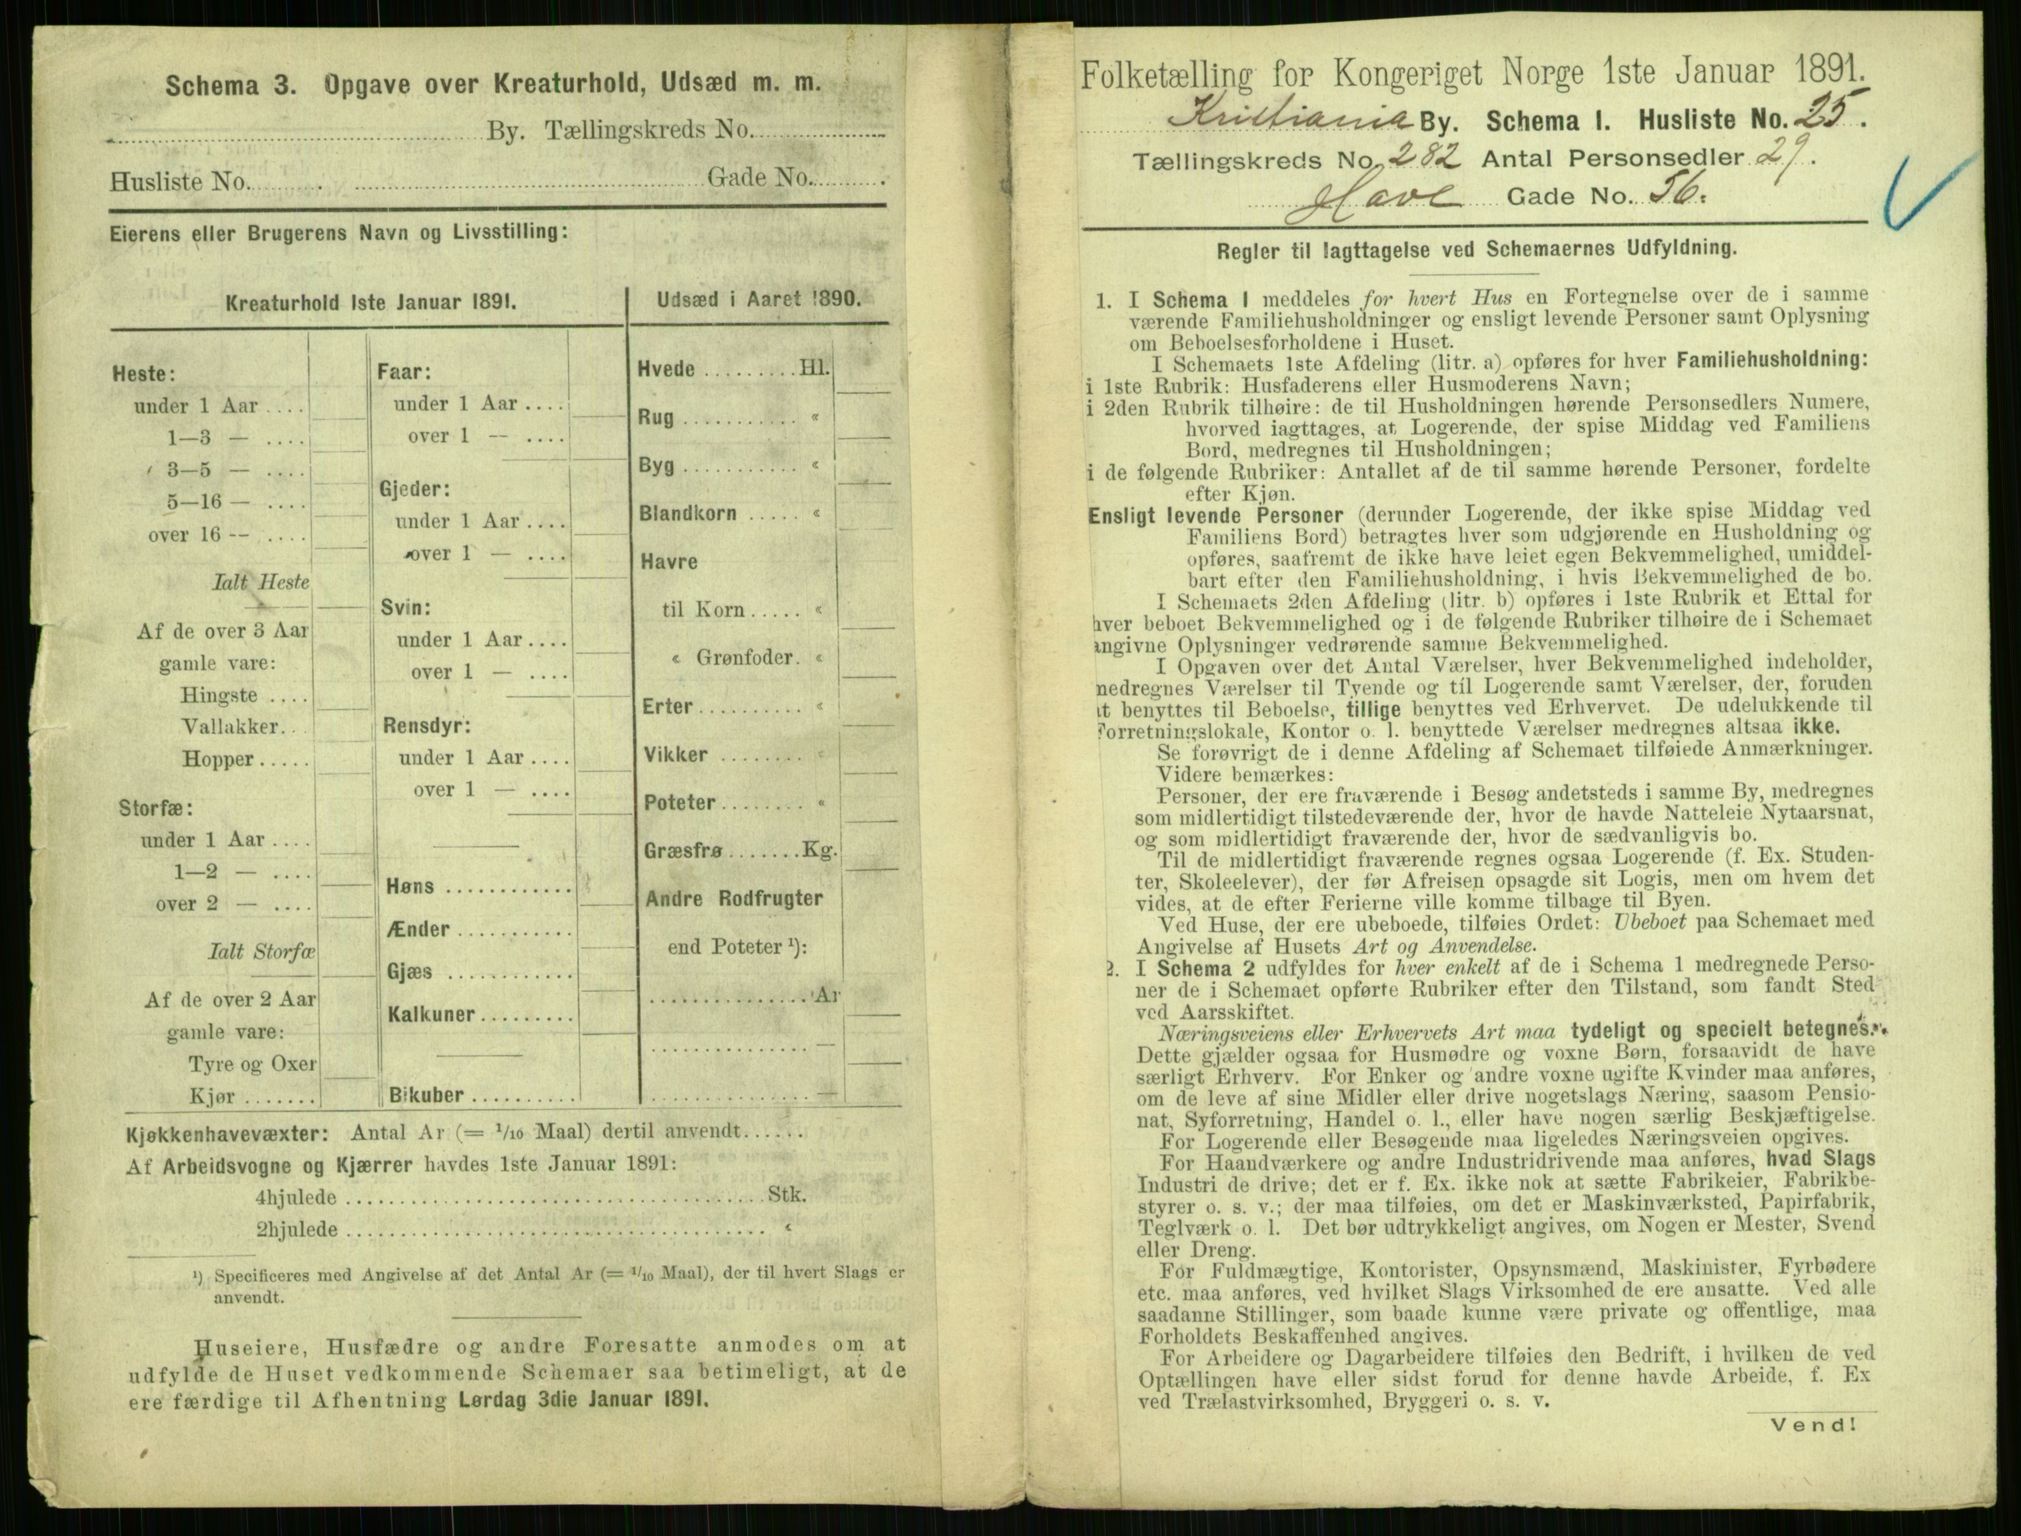 Schema 3. Opgave over Kreaturhold, Udsæd m. m.
By. Tællingskreds No.
Husliste No. Gade No.
Eierens eller Brugerens Navn og Livsstilling:
Kreaturhold 1ste Januar 1891.
Heste:
under 1 Aar
1—3 —
3—5 —
5—16 —
over 16 —
Ialt Heste
Af de over 3 Aar
gamle vare:
Hingste
Vallakker
Hopper
Storfæ:
under 1 Aar
1—2 —
over 2 —
Ialt Storfæ
Af de over 2 Aar
gamle vare:
Tyre og Oxer
Kjør
Faar:
under 1 Aar
over 1 —
Gjeder:
under 1 Aar
over 1 —
Svin:
under 1 Aar
over 1 —
Rensdyr:
under 1 Aar
over 1 —
Høns
Ænder
Gjæs
Kalkuner
Bikuber
Udsæd i Aaret 1890.
Hvede Hl.
Rug «
Byg «
Blandkorn «
Havre
til Korn «
« Grønfoder. «
Erter «
Vikker «
Poteter «
Græsfrø Kg.
Andre Rodfrugter
end Poteter ¹):
Ar
—
—
Kjøkkenhavevæxter: Antal Ar (= 1/10 Maal) dertil anvendt
Af Arbeidsvogne og Kjærrer havdes 1ste Januar 1891:
4hjulede Stk.
2hjulede «
¹) Specificeres med Angivelse af det Antal Ar (= 1/10 Maal), der til hvert Slags er
anvendt.
Huseiere, Husfædre og andre Foresatte anmodes om at
udfylde de Huset vedkommende Schemaer saa betimeligt, at de
ere færdige til Afhentning Lørdag 3die Januar 1891.
Folketælling for Kongeriget Norge 1ste Januar 1891.
Kristiania By. Schema I. Husliste No. 25.
Tællingskreds No. 282 Antal Personsedler 29.
Have Gade No. 56.
Regler til Iagttagelse ved Schemaernes Udfyldning.
1. I Schema 1 meddeles for hvert Hus en Fortegnelse over de i samme
værende Familiehusholdninger og ensligt levende Personer samt Oplysning
om Beboelsesforholdene i Huset.
I Schemaets 1ste Afdeling (litr. a) opføres for hver Familiehusholdning:
i 1ste Rubrik: Husfaderens eller Husmoderens Navn;
i 2den Rubrik tilhøire: de til Husholdningen hørende Personsedlers Numere,
hvorved iagttages, at Logerende, der spise Middag ved Familiens
Bord, medregnes til Husholdningen;
i de følgende Rubriker: Antallet af de til samme hørende Personer, fordelte
efter Kjøn.
Ensligt levende Personer (derunder Logerende, der ikke spise Middag ved
Familiens Bord) betragtes hver som udgjørende en Husholdning og
opføres, saafremt de ikke have leiet egen Bekvemmelighed, umiddel-
bart efter den Familiehusholdning, i hvis Bekvemmelighed de bo.
I Schemaets 2den Afdeling (litr. b) opføres i 1ste Rubrik et Ettal for
hver beboet Bekvemmelighed og i de følgende Rubriker tilhøire de i Schemaet
angivne Oplysninger vedrørende samme Bekvemmelighed.
I Opgaven over det Antal Værelser, hver Bekvemmelighed indeholder,
medregnes Værelser til Tyende og til Logerende samt Værelser, der, foruden
at benyttes til Beboelse, tillige benyttes ved Erhvervet. De udelukkende til
Forretningslokale, Kontor o. l. benyttede Værelser medregnes altsaa ikke.
Se forøvrigt de i denne Afdeling af Schemaet tilføiede Anmærkninger.
Videre bemærkes:
Personer, der ere fraværende i Besøg andetsteds i samme By, medregnes
som midlertidigt tilstedeværende der, hvor de havde Natteleie Nytaarsnat,
og som midlertidigt fraværende der, hvor de sædvanligvis bo.
Til de midlertidigt fraværende regnes ogsaa Logerende (f. Ex. Studen-
ter, Skoleelever), der før Afreisen opsagde sit Logis, men om hvem det
vides, at de efter Ferierne ville komme tilbage til Byen.
Ved Huse, der ere ubeboede, tilføies Ordet: Ubeboet paa Schemaet med
Angivelse af Husets Art og Anvendelse.
2. I Schema 2 udfyldes for hver enkelt af de i Schema 1 medregnede Perso-
ner de i Schemaet opførte Rubriker efter den Tilstand, som fandt Sted
ved Aarsskiftet.
Næringsveiens eller Erhvervets Art maa tydeligt og specielt betegnes.
Dette gjælder ogsaa for Husmødre og voxne Børn, forsaavidt de have
særligt Erhverv. For Enker og andre voxne ugifte Kvinder maa anføres,
om de leve af sine Midler eller drive nogetslags Næring, saasom Pensio-
nat, Syforretning, Handel o. l., eller have nogen særlig Beskjæftigelse.
For Logerende eller Besøgende maa ligeledes Næringsveien opgives.
For Haandværkere og andre Industridrivende maa anføres, hvad Slags
Industri de drive; det er f. Ex. ikke nok at sætte Fabrikeier, Fabrikbe-
styrer o. s. v.; der maa tilføies, om det er Maskinværksted, Papirfabrik,
Teglværk o. l. Det bør udtrykkeligt angives, om Nogen er Mester, Svend
eller Dreng.
For Fuldmægtige, Kontorister, Opsynsmænd, Maskinister, Fyrbødere
etc. maa anføres, ved hvilket Slags Virksomhed de ere ansatte. Ved alle
saadanne Stillinger, som baade kunne være private og offentlige, maa
Forholdets Beskaffenhed angives.
For Arbeidere og Dagarbeidere tilføies den Bedrift, i hvilken de ved
Optællingen have eller sidst forud for denne havde Arbeide, f. Ex
ved Trælastvirksomhed, Bryggeri o. s. v.
Vend!